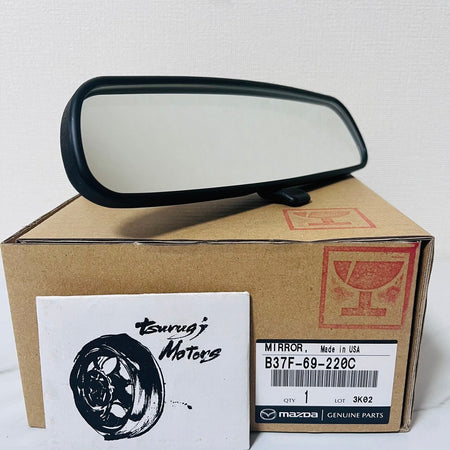 Tsurugi
Motors
MIRROR, Made in USA
B37F-69-220C
QTY 1 LOT 3K02
mazda GENUINE PARTS